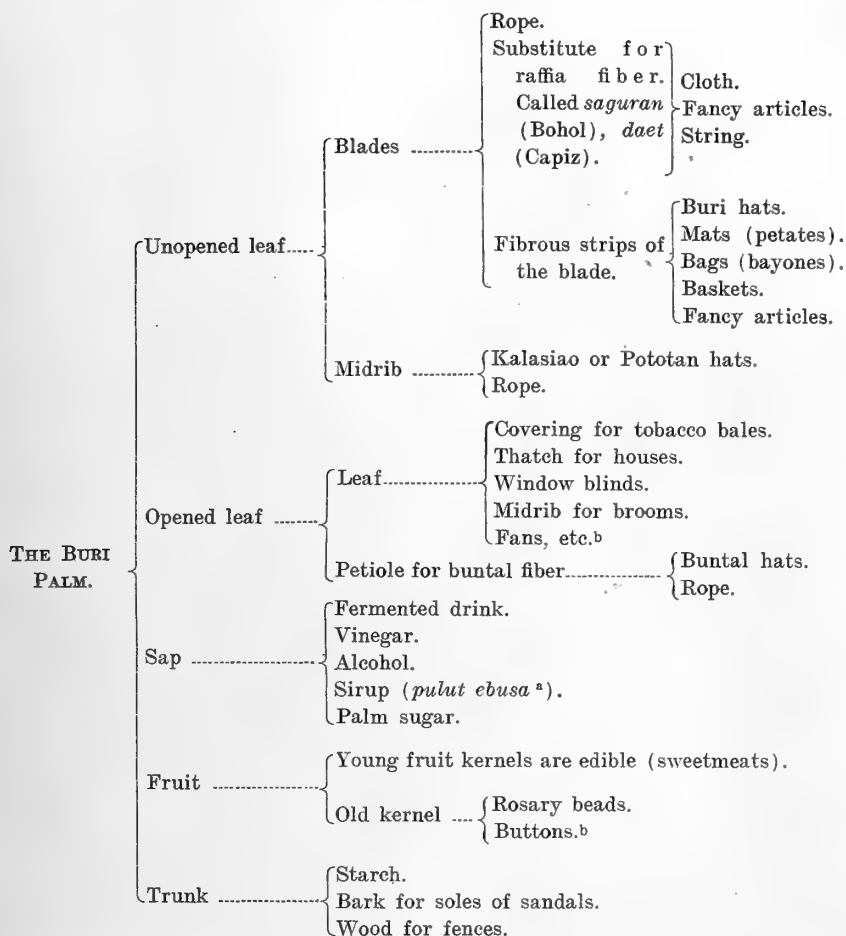 THE BURI
PALM.
Unopened leaf
Blades
Rope.
Substitute for
raffia fiber.
Called saguran
(Bohol), daet
(Capiz).
Cloth.
Fancy articles.
String.
Fibrous strips of
the blade.
Buri hats.
Mats (petates).
Bags (bayones).
Baskets.
Fancy articles.
Midrib
Kalasiao or Pototan hats.
Rope.
Opened leaf
Leaf
Covering for tobacco bales.
Thatch for houses.
Window blinds.
Midrib for brooms.
Fans, etc.b
Petiole for buntal fiber
Buntal hats.
Rope.
Sap
Fermented drink.
Vinegar.
Alcohol.
Sirup (pulut ebusa a).
Palm sugar.
Fruit
Young fruit kernels are edible (sweetmeats).
Old kernel
Rosary beads.
Buttons.b
Trunk
Starch.
Bark for soles of sandals.
Wood for fences.